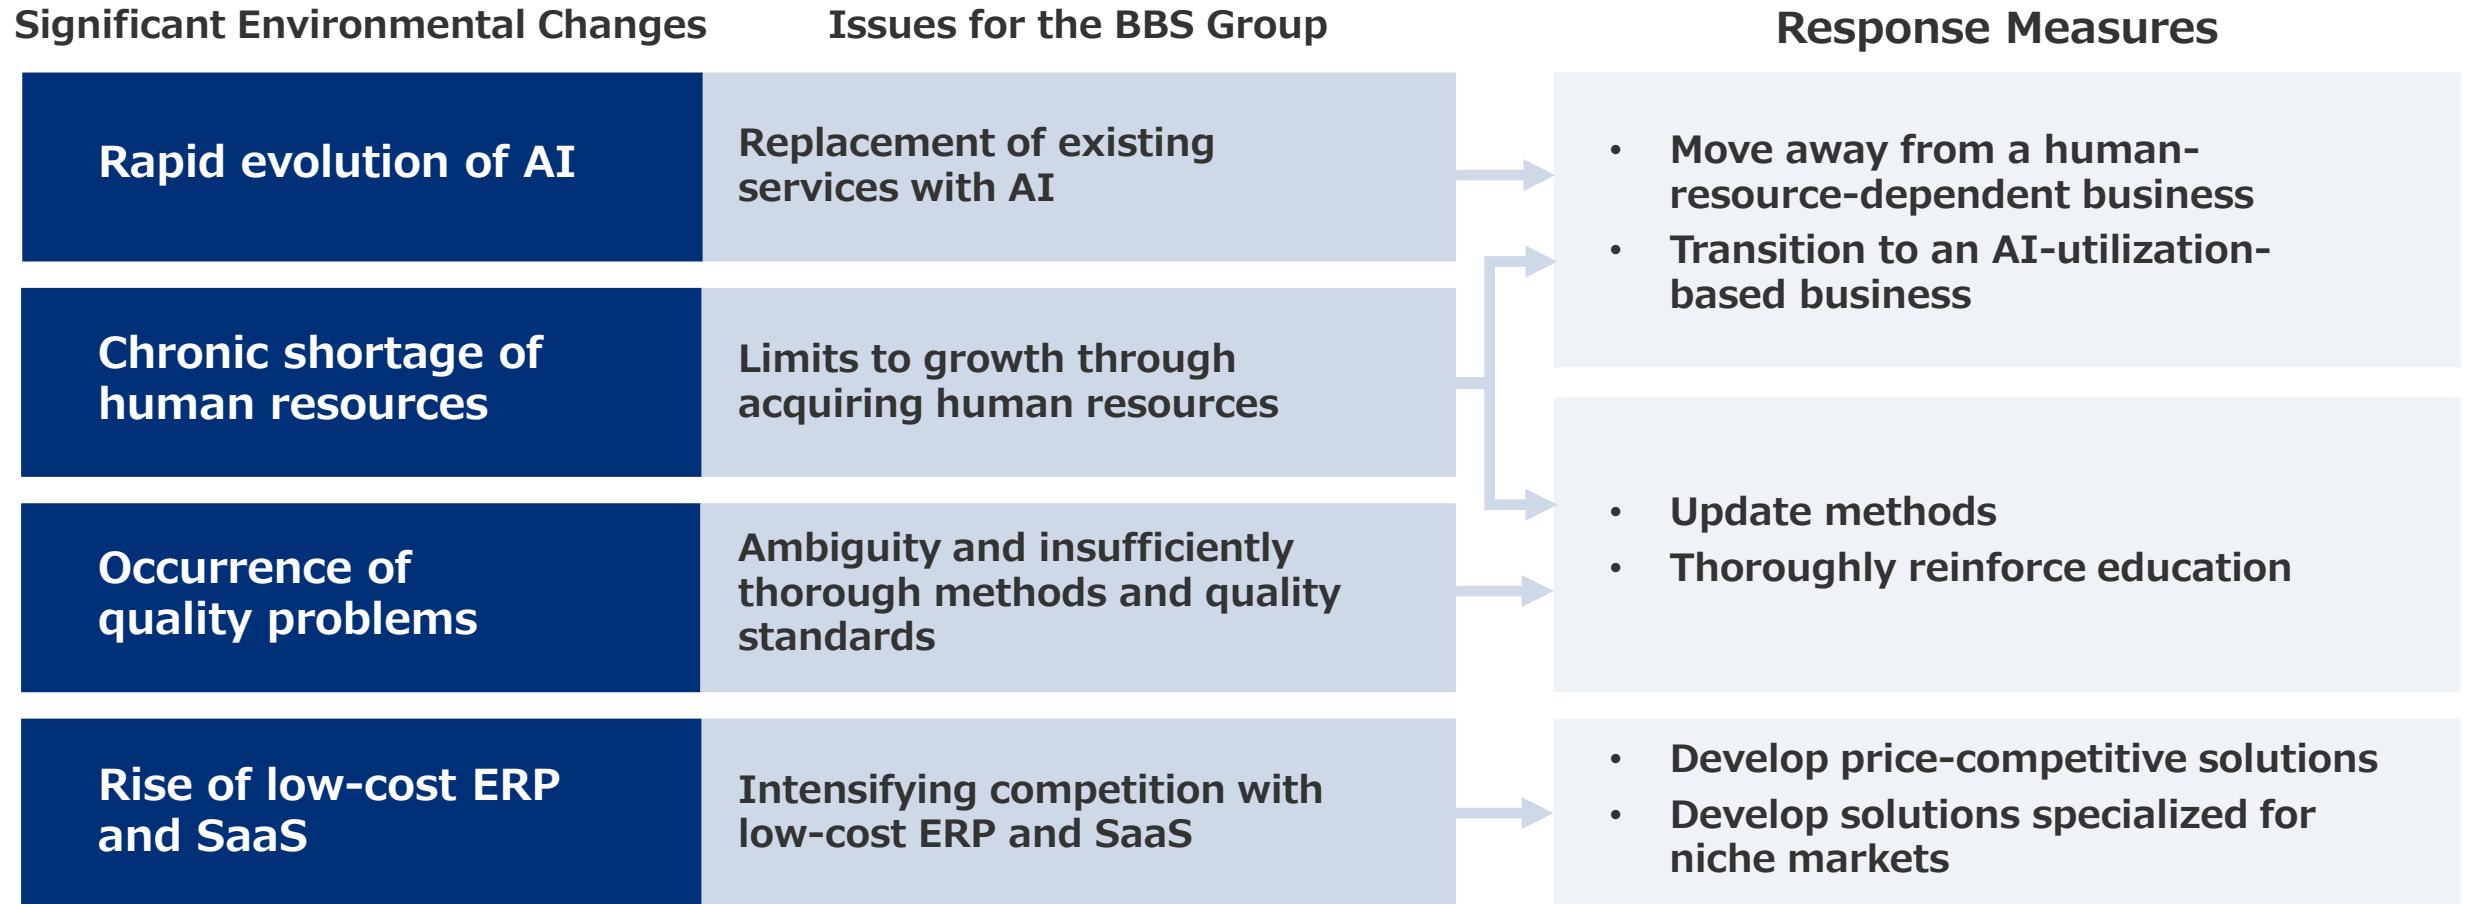 Significant Environmental Changes
Issues for the BBS Group
Response Measures
Rapid evolution of AI
Replacement of existing
services with AI
• Move away from a human-
resource-dependent business
• Transition to an AI-utilization-
based business
Chronic shortage of
human resources
Limits to growth through
acquiring human resources
Occurrence of
quality problems
Ambiguity and insufficiently
thorough methods and quality
standards
• Update methods
• Thoroughly reinforce education
Rise of low-cost ERP
and SaaS
Intensifying competition with
low-cost ERP and SaaS
• Develop price-competitive solutions
• Develop solutions specialized for
niche markets